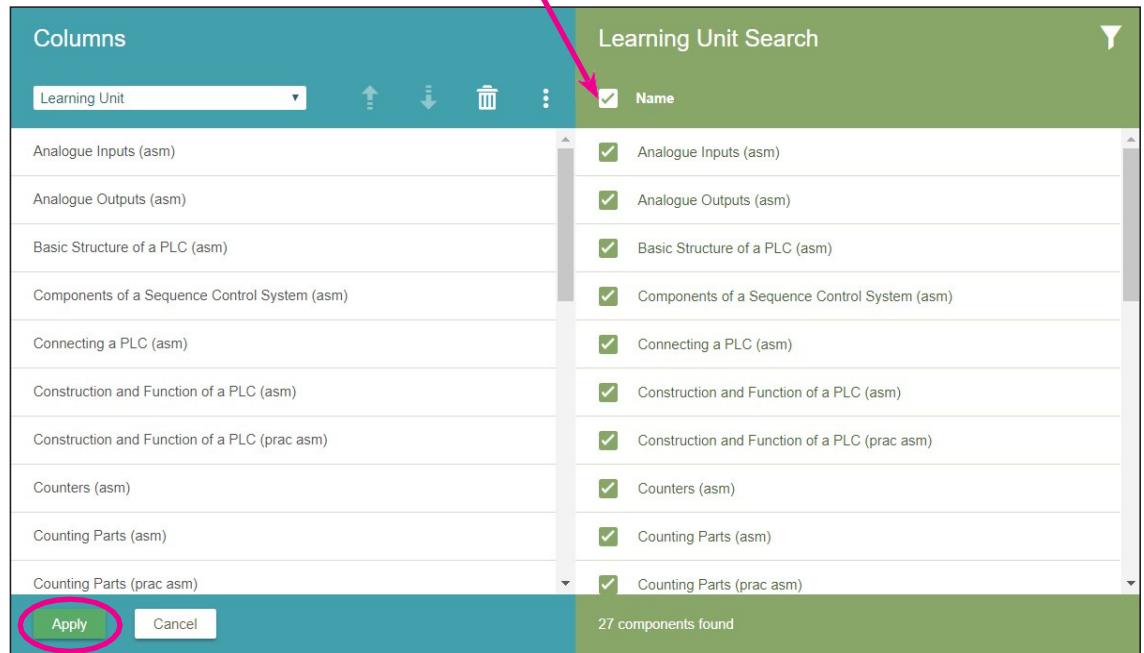 Columns
Learning Unit
Analogue Inputs (asm)
Analogue Outputs (asm)
Basic Structure of a PLC (asm)
Components of a Sequence Control System (asm)
Connecting a PLC (asm)
Construction and Function of a PLC (asm)
Construction and Function of a PLC (prac asm)
Counters (asm)
Counting Parts (asm)
Counting Parts (prac asm)
Apply
Cancel
Learning Unit Search
Name
Analogue Inputs (asm)
Analogue Outputs (asm)
Basic Structure of a PLC (asm)
Components of a Sequence Control System (asm)
Connecting a PLC (asm)
Construction and Function of a PLC (asm)
Construction and Function of a PLC (prac asm)
Counters (asm)
Counting Parts (asm)
Counting Parts (prac asm)
27 components found